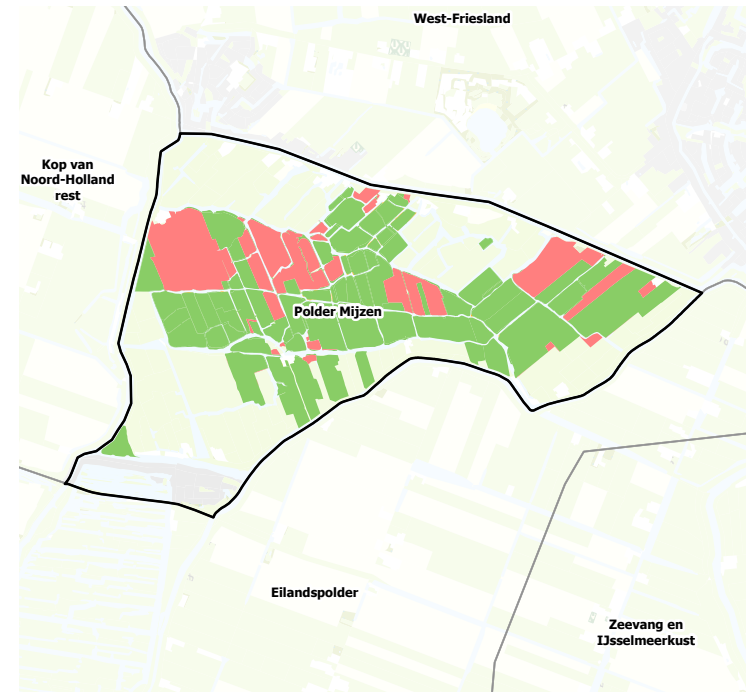 West-Friesland
Kop van
Noord-Holland
rest
Polder Mijzen
Eilandspolder
Zeevang en
IJsselmeerkust